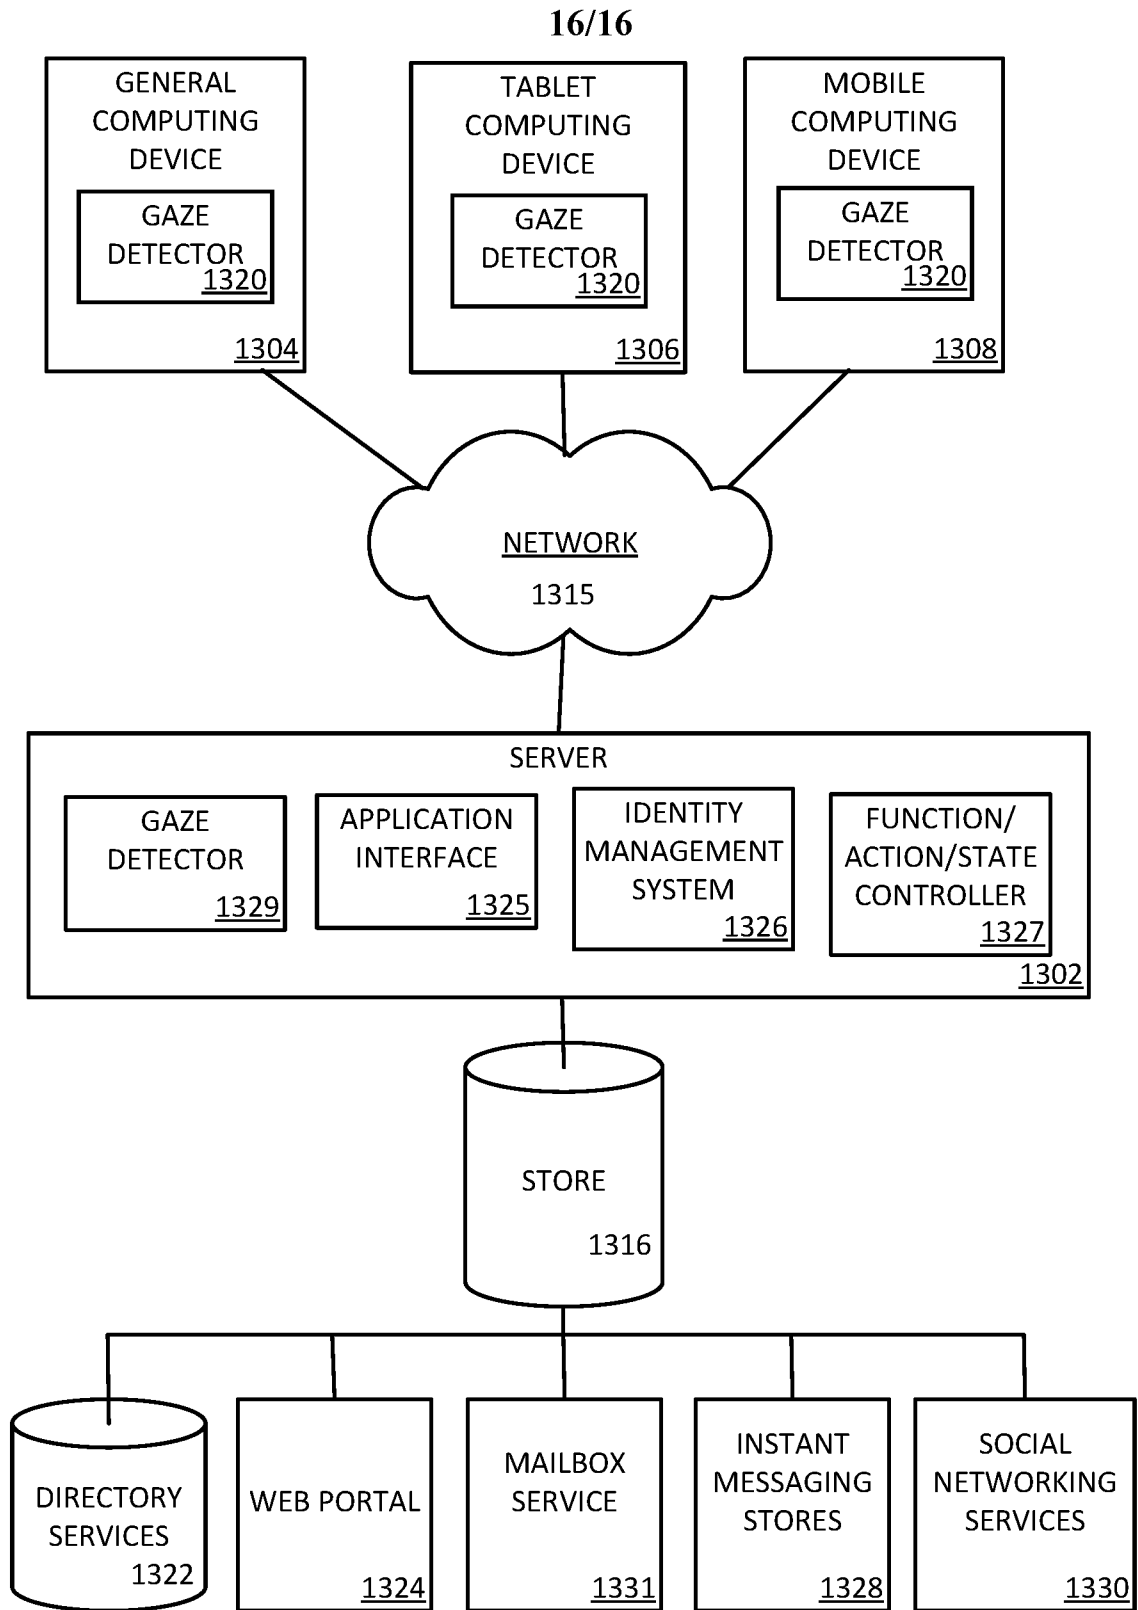 16/16
GENERAL
COMPUTING
DEVICE
GAZE
DETECTOR
1320
1304
TABLET
COMPUTING
DEVICE
GAZE
DETECTOR
1320
1306
MOBILE
COMPUTING
DEVICE
GAZE
DETECTOR
1320
1308
NETWORK
1315
SERVER
GAZE
DETECTOR
1329
APPLICATION
INTERFACE
1325
IDENTITY
MANAGEMENT
SYSTEM
1326
FUNCTION/
ACTION/STATE
CONTROLLER
1327
1302
STORE
1316
DIRECTORY
SERVICES
1322
WEB PORTAL
1324
MAILBOX
SERVICE
1331
INSTANT
MESSAGING
STORES
1328
SOCIAL
NETWORKING
SERVICES
1330